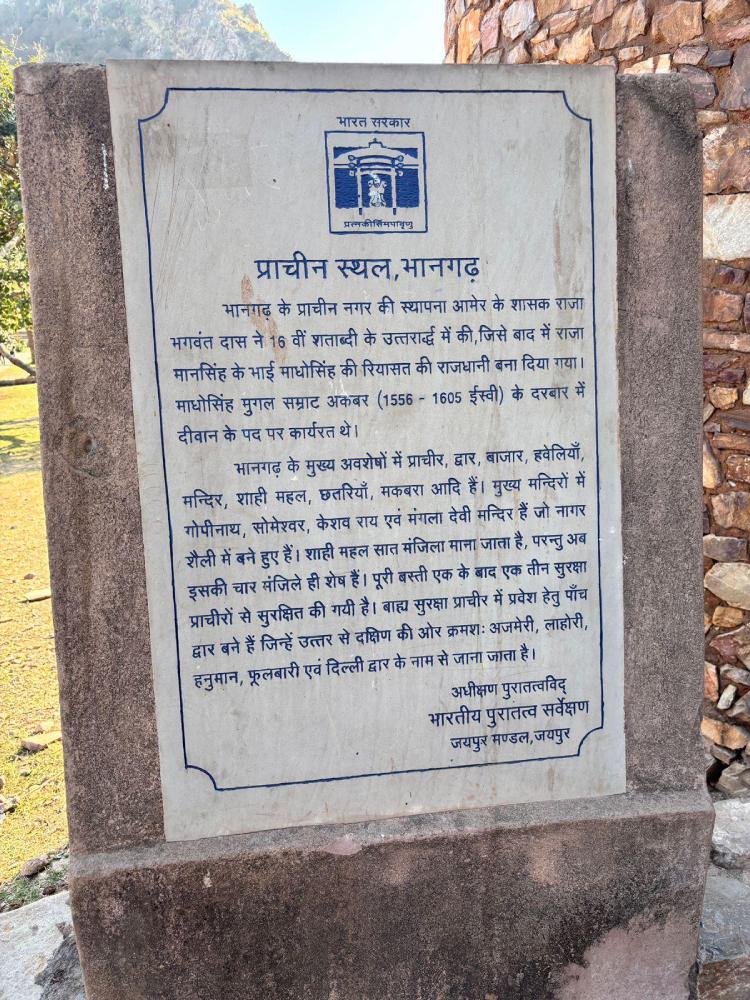 भारत सरकार
प्रत्नकीर्तिमपावृणु
प्राचीन स्थल,भानगढ़
भानगढ़ के प्राचीन नगर की स्थापना आमेर के शासक राजा
भगवंत दास ने 16 वीं शताब्दी के उत्तरार्द्ध में की,जिसे बाद में राजा
मानसिंह के भाई माधोसिंह की रियासत की राजधानी बना दिया गया।
माधोसिंह मुगल सम्राट अकबर (1556 - 1605 ईस्वी) के दरबार में
दीवान के पद पर कार्यरत थे।
भानगढ़ के मुख्य अवशेषों में प्राचीर, द्वार, बाजार, हवेलियाँ,
मन्दिर, शाही महल, छतरियाँ, मकबरा आदि हैं। मुख्य मन्दिरों में
गोपीनाथ, सोमेश्वर, केशव राय एवं मंगला देवी मन्दिर हैं जो नागर
शैली में बने हुए हैं। शाही महल सात मंजिला माना जाता है, परन्तु अब
इसकी चार मंजिले ही शेष हैं। पूरी बस्ती एक के बाद एक तीन सुरक्षा
प्राचीरों से सुरक्षित की गयी है। बाह्य सुरक्षा प्राचीर में प्रवेश हेतु पाँच
द्वार बने हैं जिन्हें उत्तर से दक्षिण की ओर क्रमशः अजमेरी, लाहोरी,
हनुमान, फूलबारी एवं दिल्ली द्वार के नाम से जाना जाता है।
अधीक्षण पुरातत्वविद्
भारतीय पुरातत्व सर्वेक्षण
जयपुर मण्डल,जयपुर